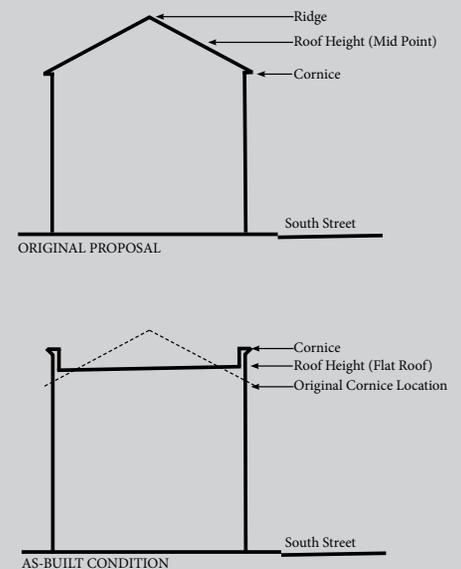 Ridge
Roof Height (Mid Point)
Cornice
South Street
ORIGINAL PROPOSAL
Cornice
Roof Height (Flat Roof)
Original Cornice Location
South Street
AS-BUILT CONDITION